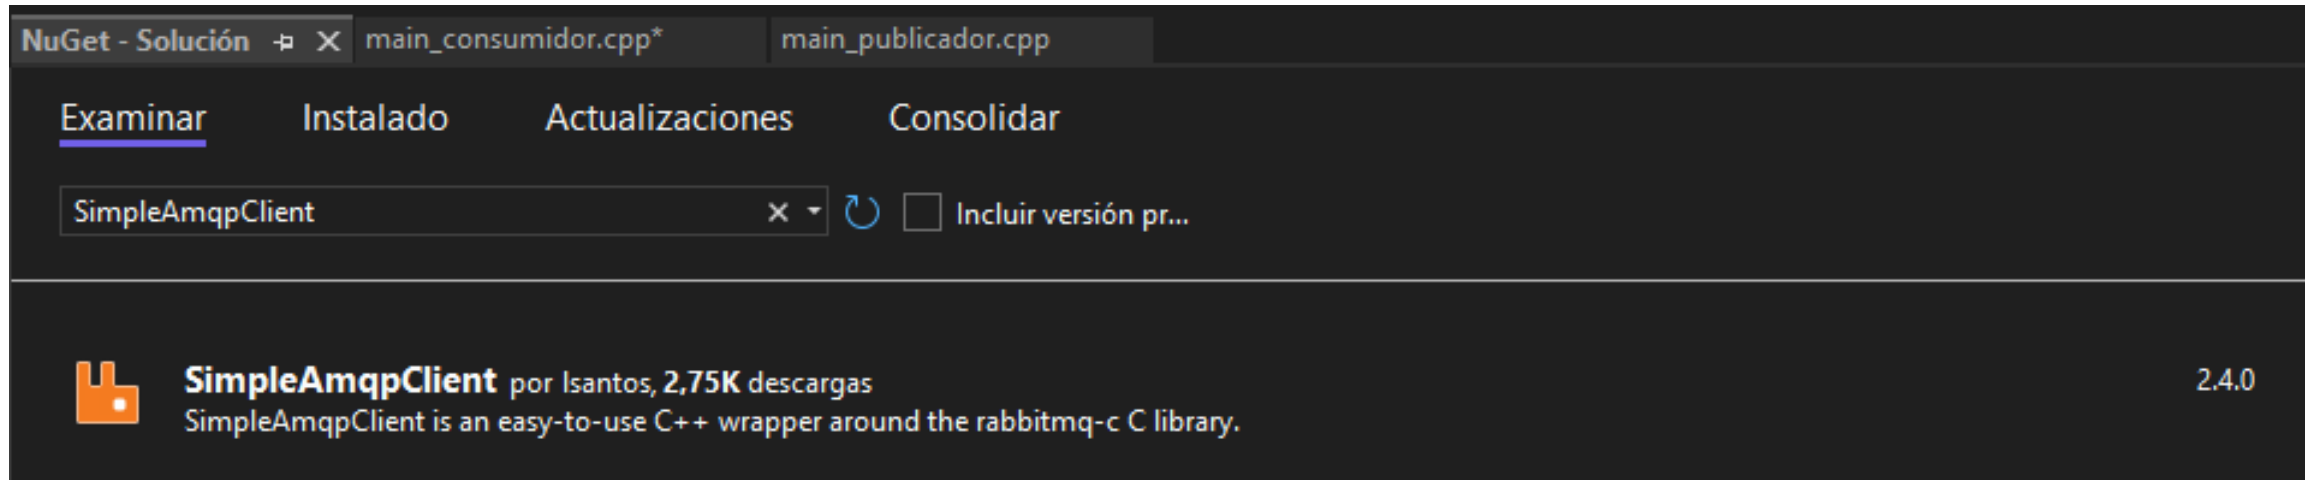 NuGet - Solución main_consumidor.cpp* main_publicador.cpp
Examinar Instalado Actualizaciones Consolidar
SimpleAmqpClient Incluir versión pr...
SimpleAmqpClient por lsantos, 2,75K descargas 2.4.0
SimpleAmqpClient is an easy-to-use C++ wrapper around the rabbitmq-c C library.